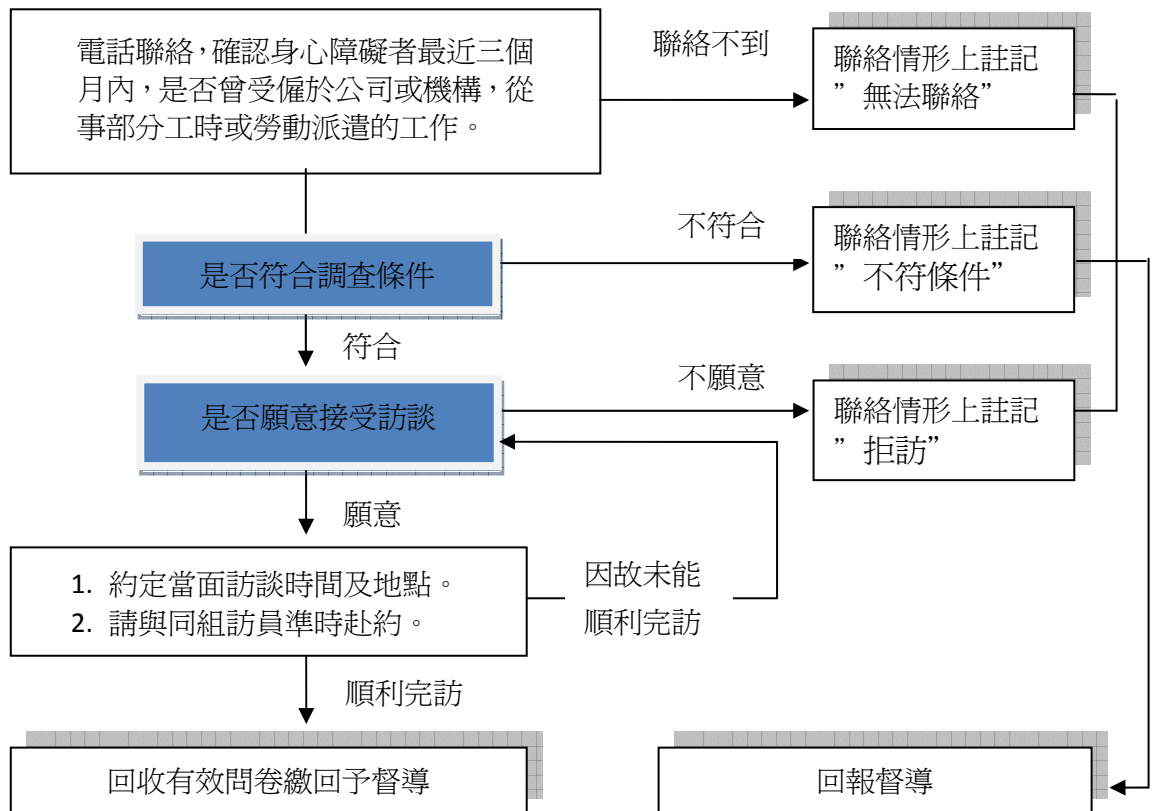 電話聯絡，確認身心障礙者最近三個
月內，是否曾受僱於公司或機構，從
事部分工時或勞動派遣的工作。
聯絡不到
聯絡情形上註記
”無法聯絡”
是否符合調查條件
不符合
聯絡情形上註記
”不符條件”
符合
是否願意接受訪談
不願意
聯絡情形上註記
”拒訪”
願意
1. 約定當面訪談時間及地點。
2. 請與同組訪員準時赴約。
因故未能
順利完訪
順利完訪
回收有效問卷繳回予督導
回報督導